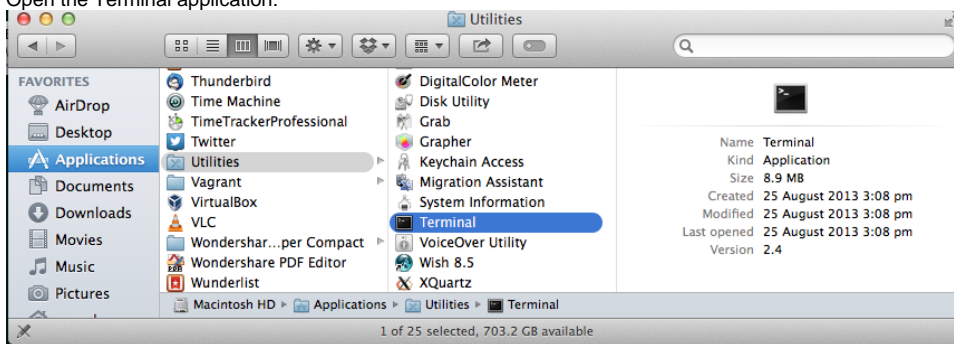 Open the Terminal application.
Utilities
FAVORITES
AirDrop
Desktop
Applications
Documents
Downloads
Movies
Music
Pictures
Thunderbird
Time Machine
TimeTrackerProfessional
Twitter
Utilities
Vagrant
VirtualBox
VLC
Wondershar...per Compact
Wondershare PDF Editor
Wunderlist
DigitalColor Meter
Disk Utility
Grab
Grapher
Keychain Access
Migration Assistant
System Information
Terminal
VoiceOver Utility
Wish 8.5
XQuartz
Name Terminal
Kind Application
Size 8.9 MB
Created 25 August 2013 3:08 pm
Modified 25 August 2013 3:08 pm
Last opened 25 August 2013 3:08 pm
Version 2.4
Macintosh HD ▸ Applications ▸ Utilities ▸ Terminal
1 of 25 selected, 703.2 GB available